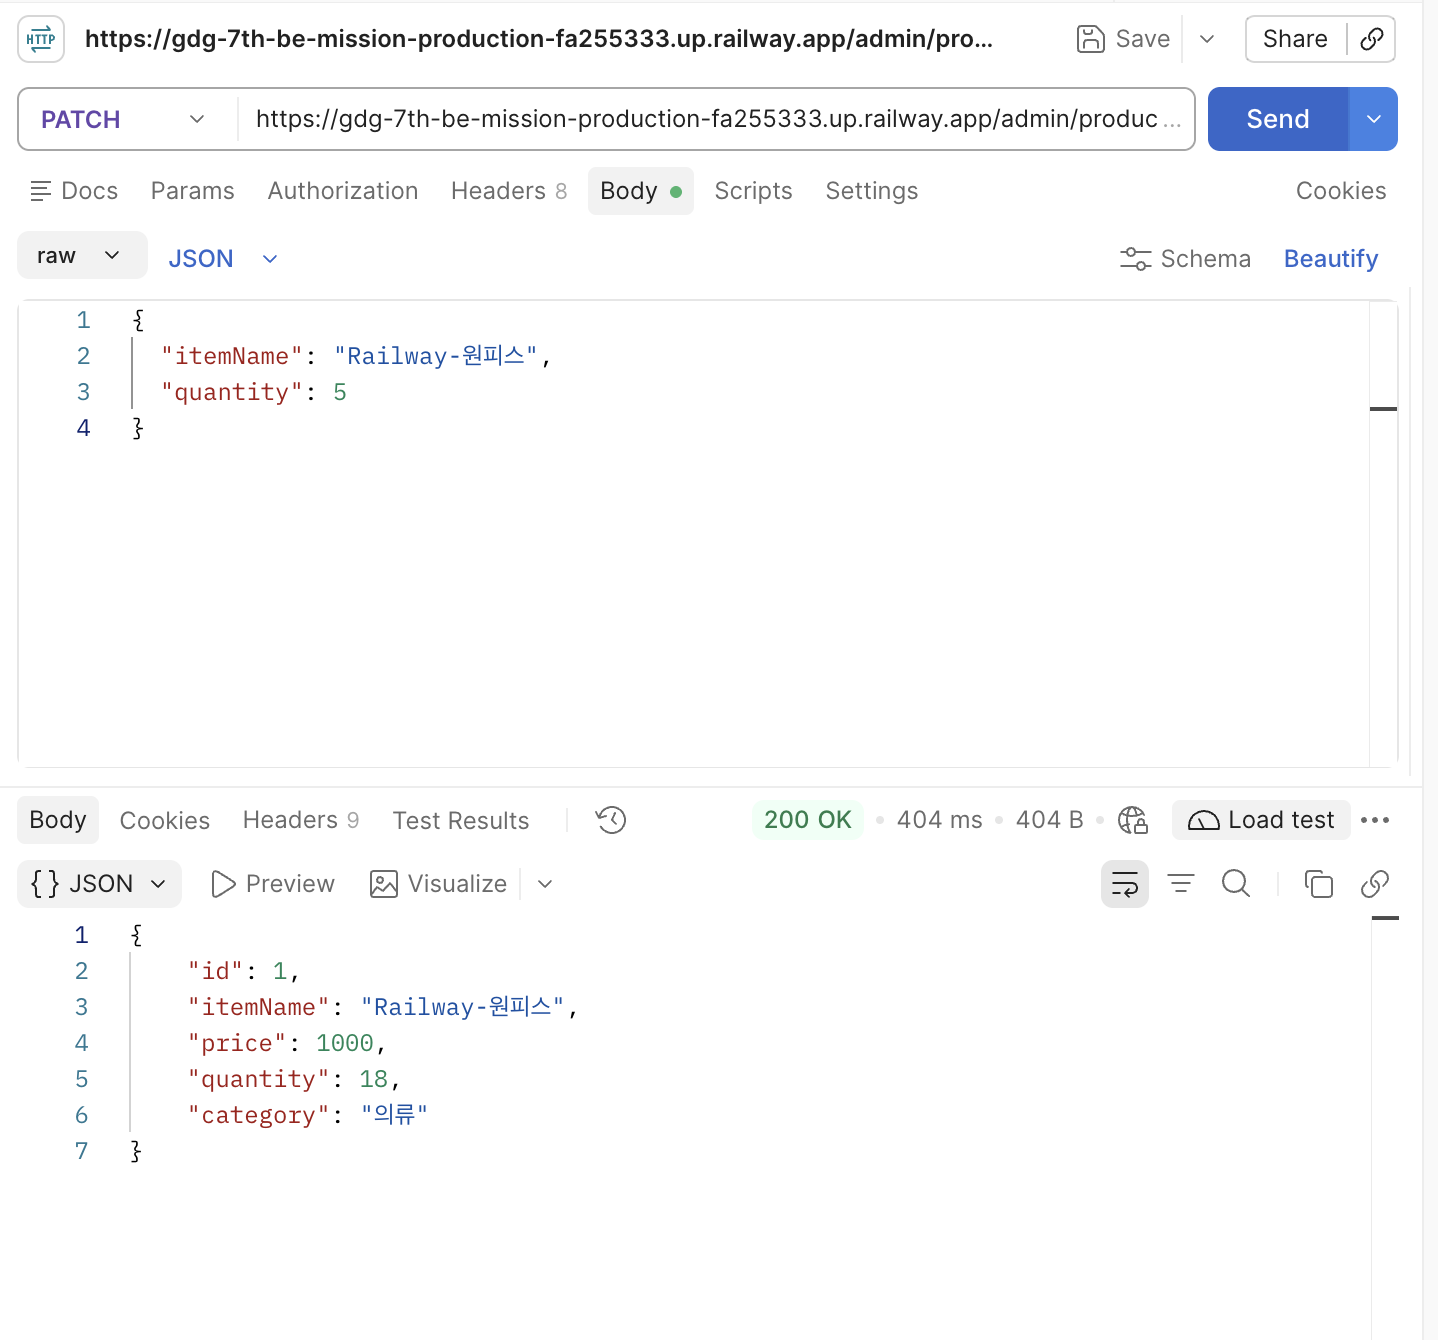 HTTP https://gdg-7th-be-mission-production-fa255333.up.railway.app/admin/pro... Save Share
PATCH https://gdg-7th-be-mission-production-fa255333.up.railway.app/admin/produc ... Send
Docs Params Authorization Headers 8 Body Scripts Settings Cookies
raw JSON Schema Beautify
1 {
2 "itemName": "Railway-원피스",
3 "quantity": 5
4 }
Body Cookies Headers 9 Test Results 200 OK • 404 ms • 404 B • Load test
{} JSON Preview Visualize
1 {
2 "id": 1,
3 "itemName": "Railway-원피스",
4 "price": 1000,
5 "quantity": 18,
6 "category": "의류"
7 }